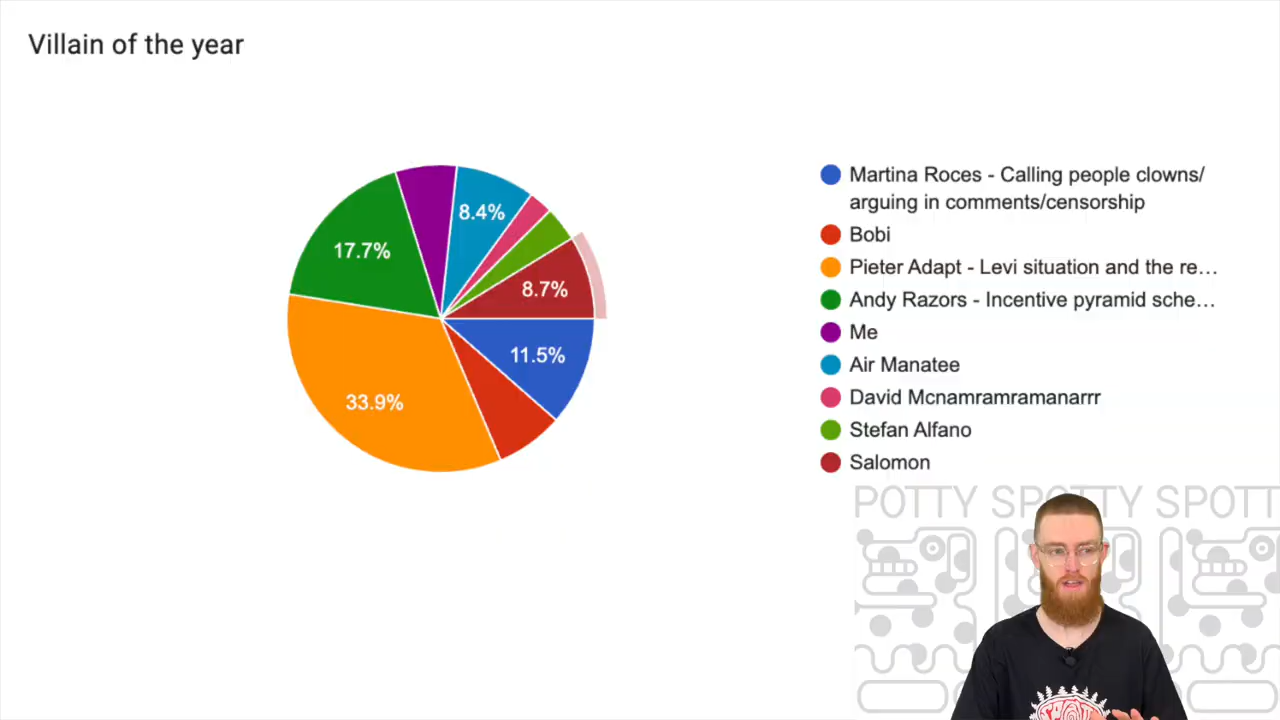 Villain of the year
8.4%
17.7%
8.7%
11.5%
33.9%
Martina Roces - Calling people clowns/
arguing in comments/censorship
Bobi
Pieter Adapt - Levi situation and the re…
Andy Razors - Incentive pyramid sche…
Me
Air Manatee
David Mcnamramramanarrr
Stefan Alfano
Salomon
POTTY SPOTTY SPOTT